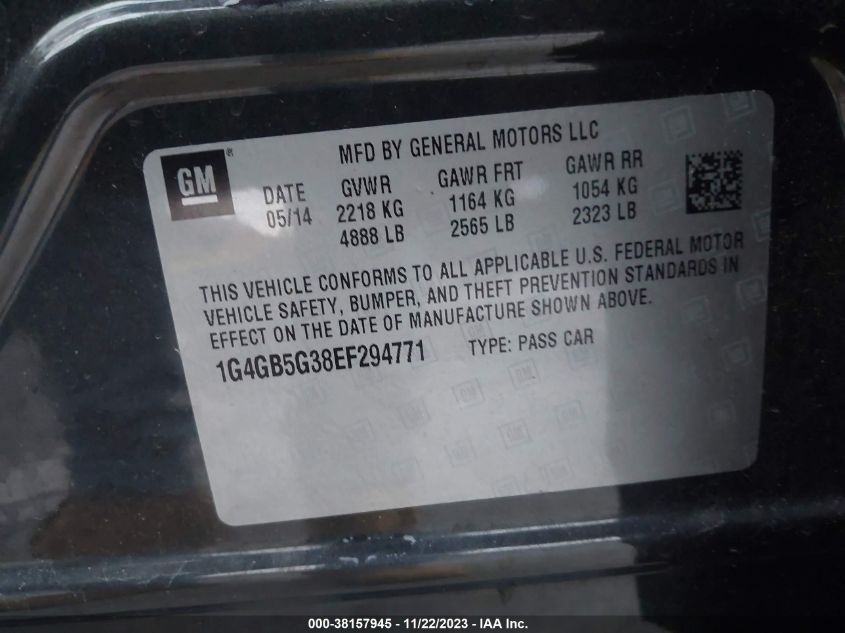 GM®
MFD BY GENERAL MOTORS LLC
DATE GVWR GAWR FRT GAWR RR
05/14 2218 KG 1164 KG 1054 KG
4888 LB 2565 LB 2323 LB
THIS VEHICLE CONFORMS TO ALL APPLICABLE U.S. FEDERAL MOTOR
VEHICLE SAFETY, BUMPER, AND THEFT PREVENTION STANDARDS IN
EFFECT ON THE DATE OF MANUFACTURE SHOWN ABOVE.
1G4GB5G38EF294771 TYPE: PASS CAR
000-38157945 - 11/22/2023 - IAA Inc.